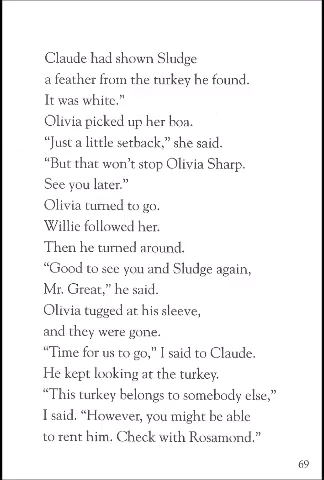 Claude had shown Sludge
a feather from the turkey he found.
It was white.”
Olivia picked up her boa.
“Just a little setback,” she said.
“But that won’t stop Olivia Sharp.
See you later.”
Olivia turned to go.
Willie followed her.
Then he turned around.
“Good to see you and Sludge again,
Mr. Great,” he said.
Olivia tugged at his sleeve,
and they were gone.
“Time for us to go,” I said to Claude.
He kept looking at the turkey.
“This turkey belongs to somebody else,”
I said. “However, you might be able
to rent him. Check with Rosamond.”
69